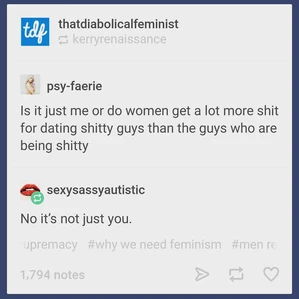 tdf
thatdiabolicalfeminist
kerryrenaissance
psy-faerie
Is it just me or do women get a lot more shit
for dating shitty guys than the guys who are
being shitty
sexysassyautistic
No it's not just you.
upremacy #why we need feminism #men re
1,794 notes